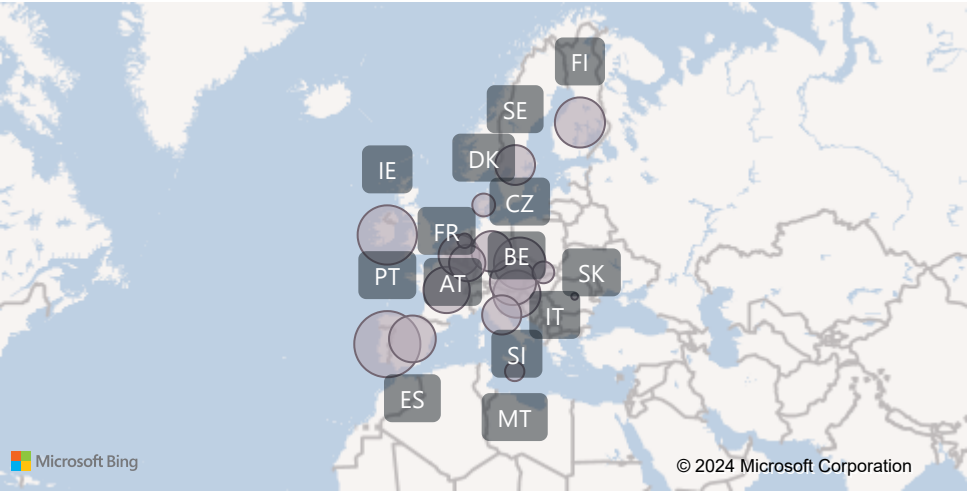 FI
SE
DK
IE
CZ
FR
BE
PT
AT
SK
IT
SI
ES
MT
Microsoft Bing
© 2024 Microsoft Corporation